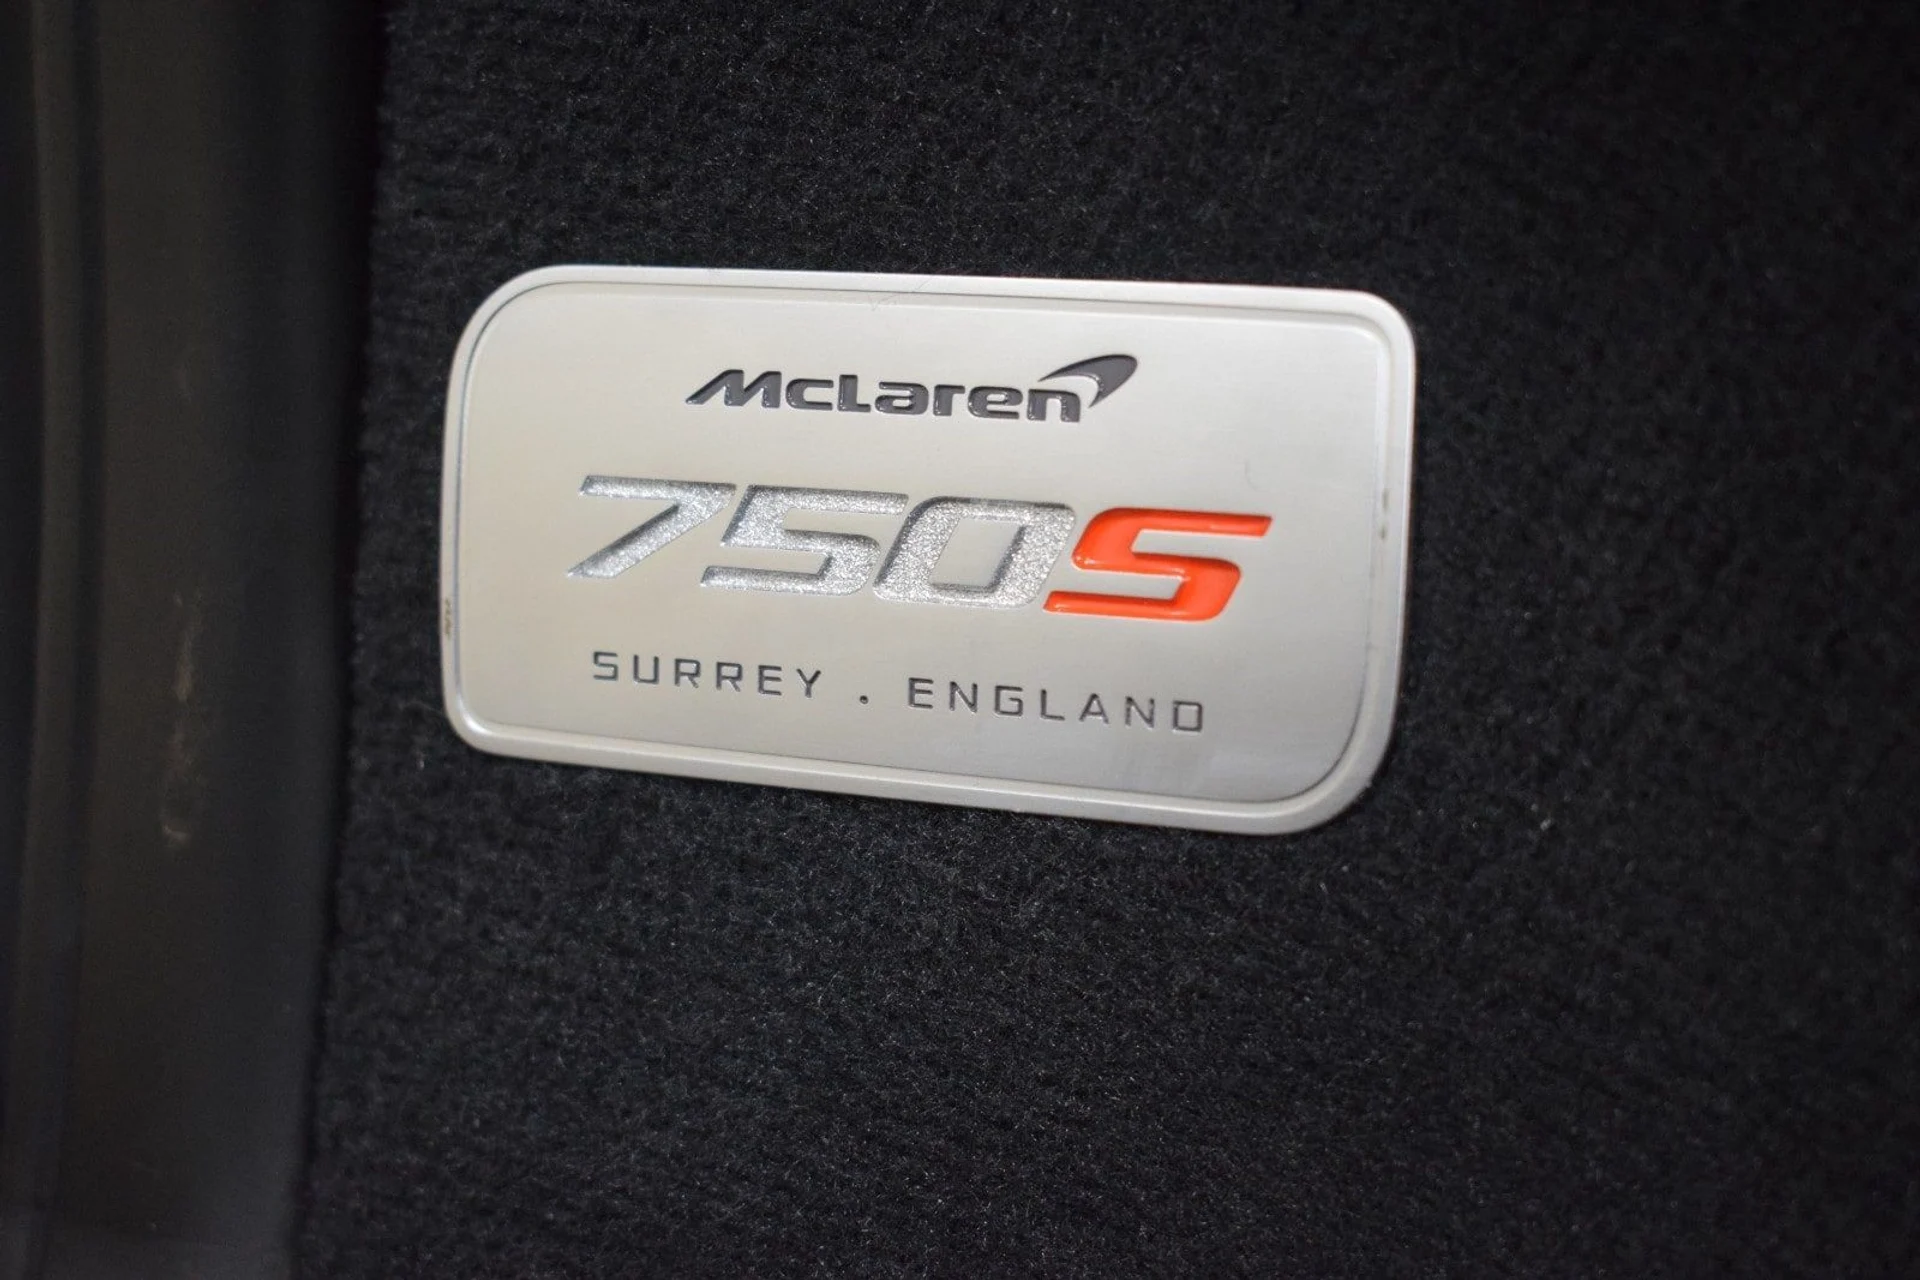 McLaren
750S
SURREY . ENGLAND